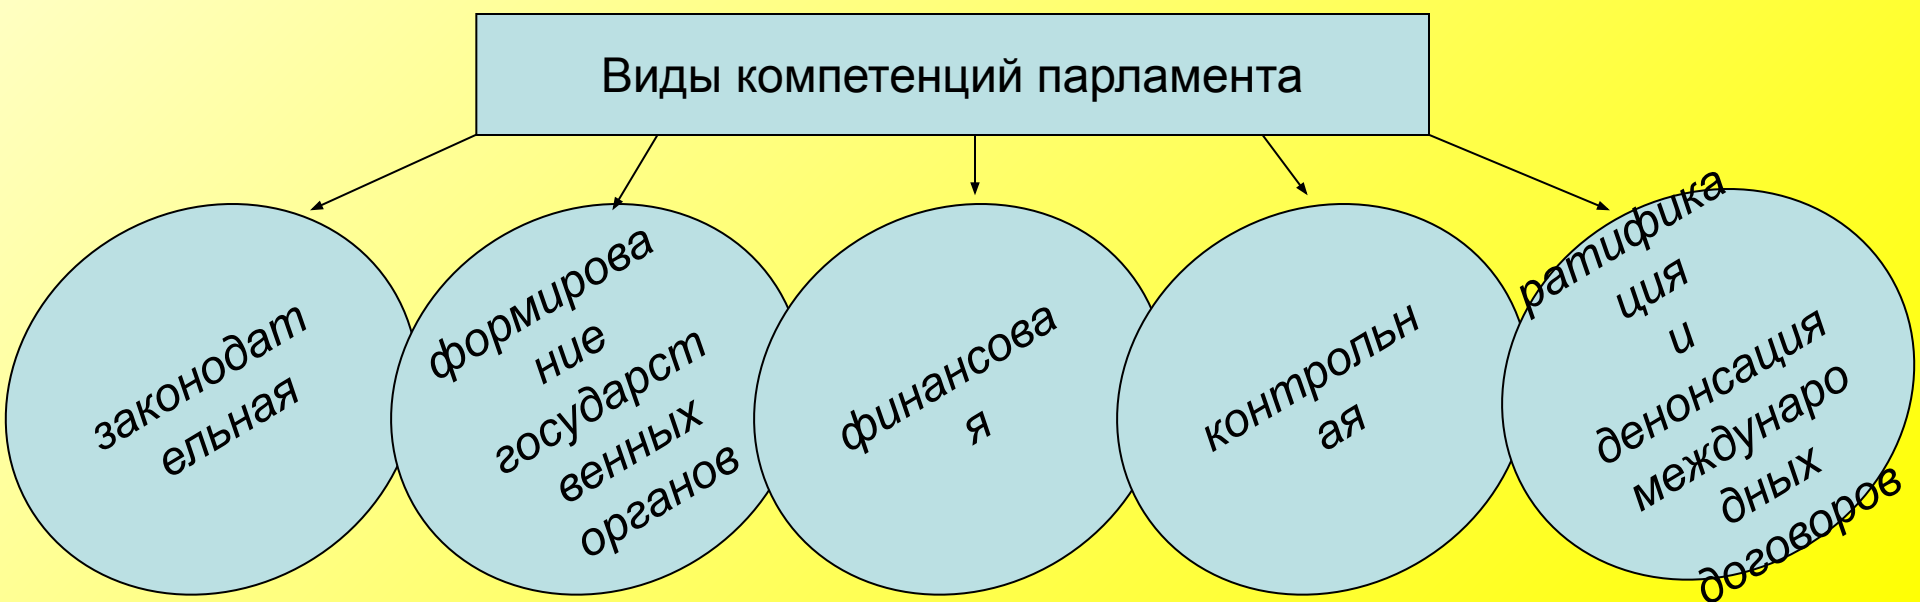 Виды компетенций парламента
законодат
ельная
формирова
ние
государст
венных
органов
финансова
я
контрольн
ая
ратифика
ция
и
денонсация
междунаро
дных
договоров